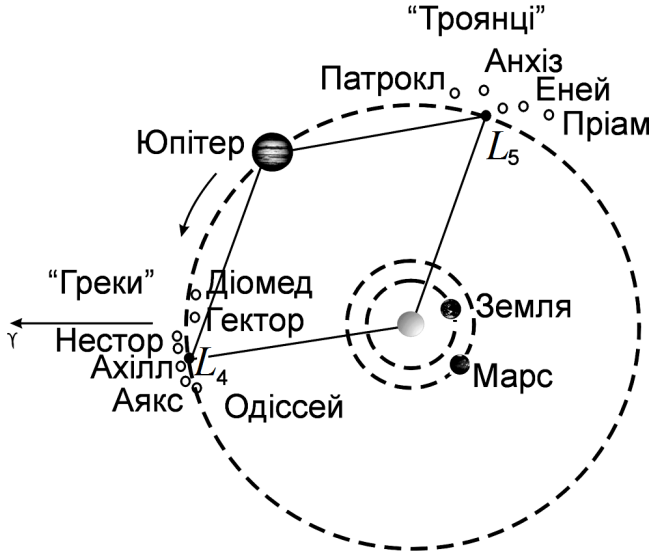 “Троянці”
Анхіз
Патрокл
Еней
Пріам
Юпітер
L5
“Греки”
Діомед
Гектор
Земля
γ
Нестор
Ахілл
L4
Марс
Аякс
Одіссей